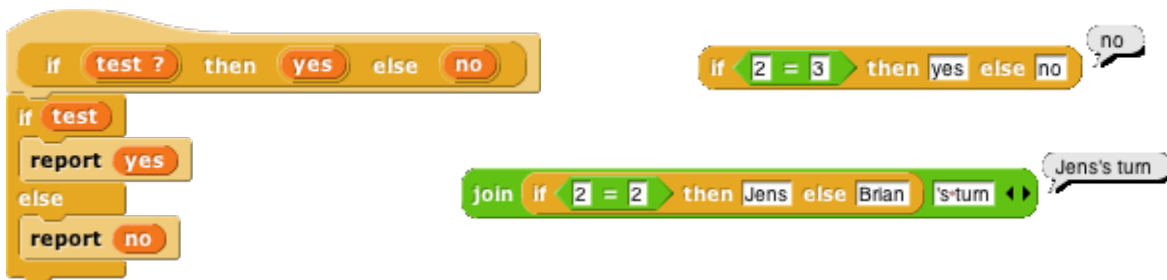 if test ? then yes else no
if test
report yes
else
report no
if 2 = 3 then yes else no
no
join if 2 = 2 then Jens else Brian 's turn
Jens's turn